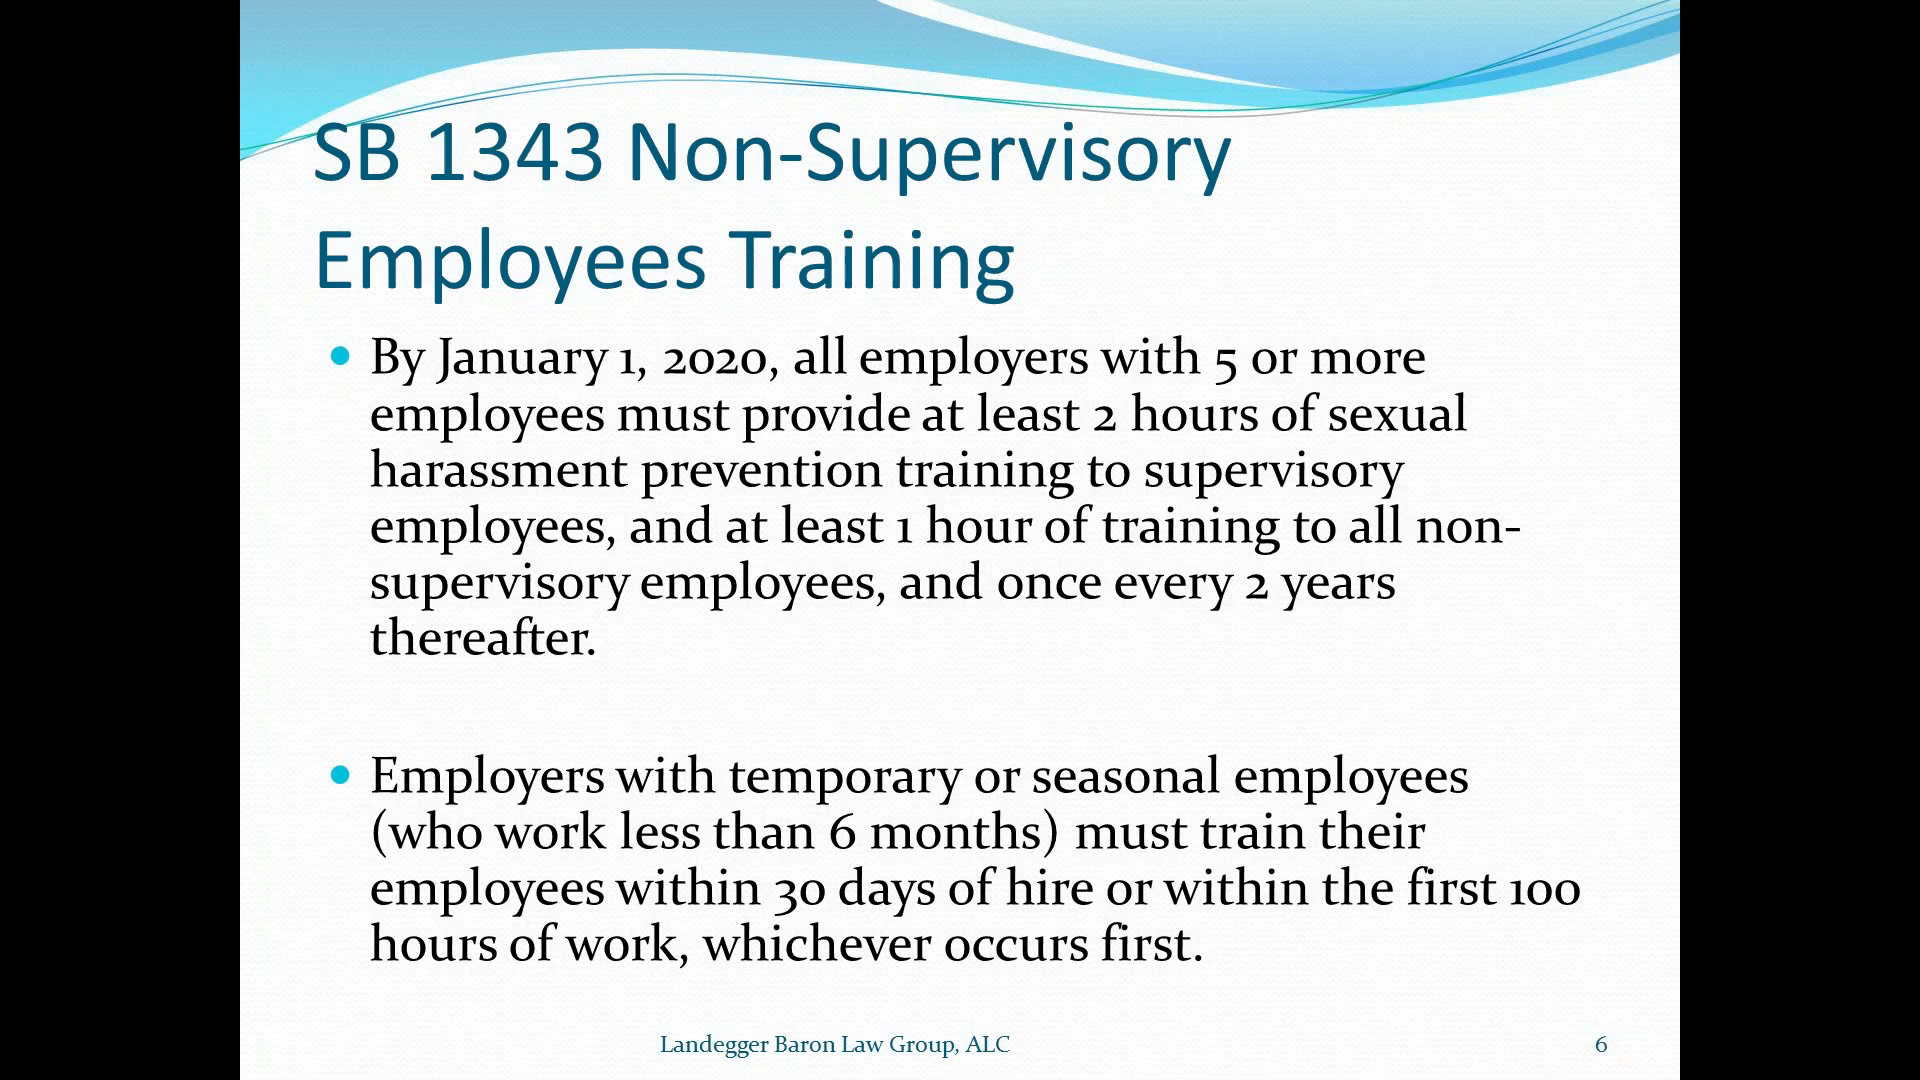 SB 1343 Non-Supervisory
Employees Training
• By January 1, 2020, all employers with 5 or more
employees must provide at least 2 hours of sexual
harassment prevention training to supervisory
employees, and at least 1 hour of training to all non-
supervisory employees, and once every 2 years
thereafter.
• Employers with temporary or seasonal employees
(who work less than 6 months) must train their
employees within 30 days of hire or within the first 100
hours of work, whichever occurs first.
Landegger Baron Law Group, ALC
6